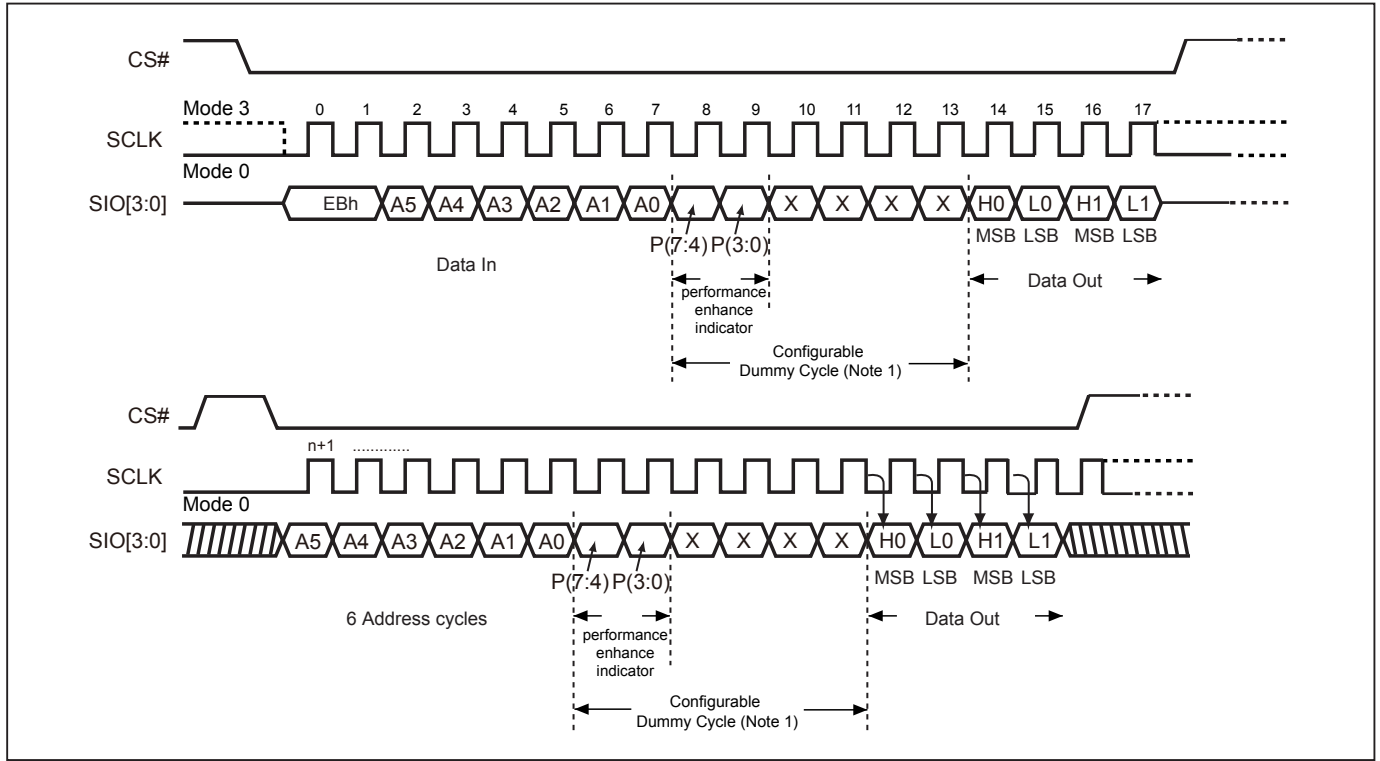 CS#
Mode 3
0 1 2 3 4 5 6 7 8 9 10 11 12 13 14 15 16 17
SCLK
Mode 0
SIO[3:0]
EBh A5 A4 A3 A2 A1 A0 X X X X H0 L0 H1 L1
MSB LSB MSB LSB
P(7:4) P(3:0)
Data In
Data Out
performance
enhance
indicator
Configurable
Dummy Cycle (Note 1)
CS#
n+1 .............
SCLK
Mode 0
SIO[3:0]
A5 A4 A3 A2 A1 A0 X X X X H0 L0 H1 L1
P(7:4) P(3:0)
MSB LSB MSB LSB
6 Address cycles
Data Out
performance
enhance
indicator
Configurable
Dummy Cycle (Note 1)